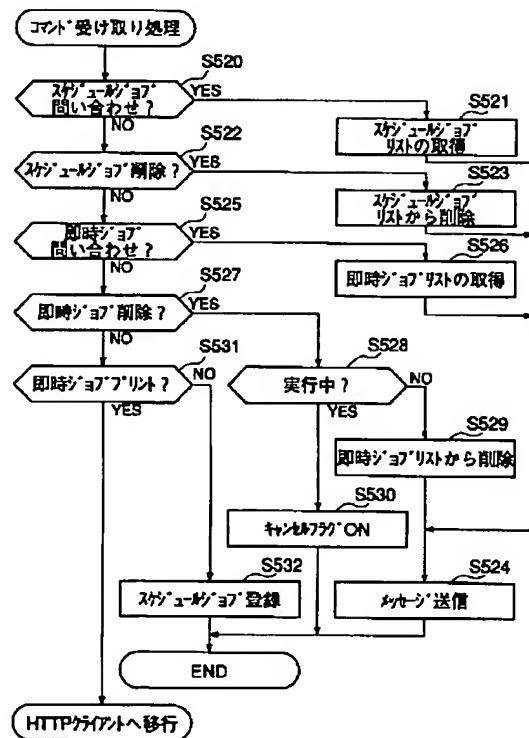 コマンド受け取り処理
S520
スケジュールジョブ
問い合わせ?
YES
NO
S521
スケジュールジョブ
リストの取得
S522
スケジュールジョブ削除?
YES
NO
S523
スケジュールジョブ
リストから削除
S525
即時ジョブ
問い合わせ?
YES
NO
S526
即時ジョブリストの取得
S527
即時ジョブ削除?
YES
NO
S531
即時ジョブプリント?
NO
YES
S528
実行中?
NO
YES
S529
即時ジョブリストから削除
S530
キャンセルフラグON
S532
スケジュールジョブ登録
S524
メッセージ送信
END
HTTPクライアントへ移行